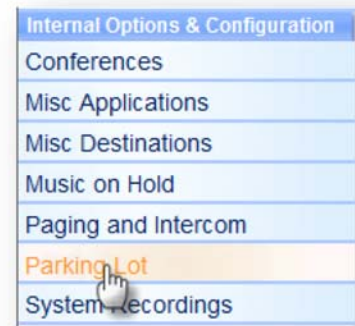 Internal Options & Configuration
Conferences
Misc Applications
Misc Destinations
Music on Hold
Paging and Intercom
Parking Lot
System Recordings